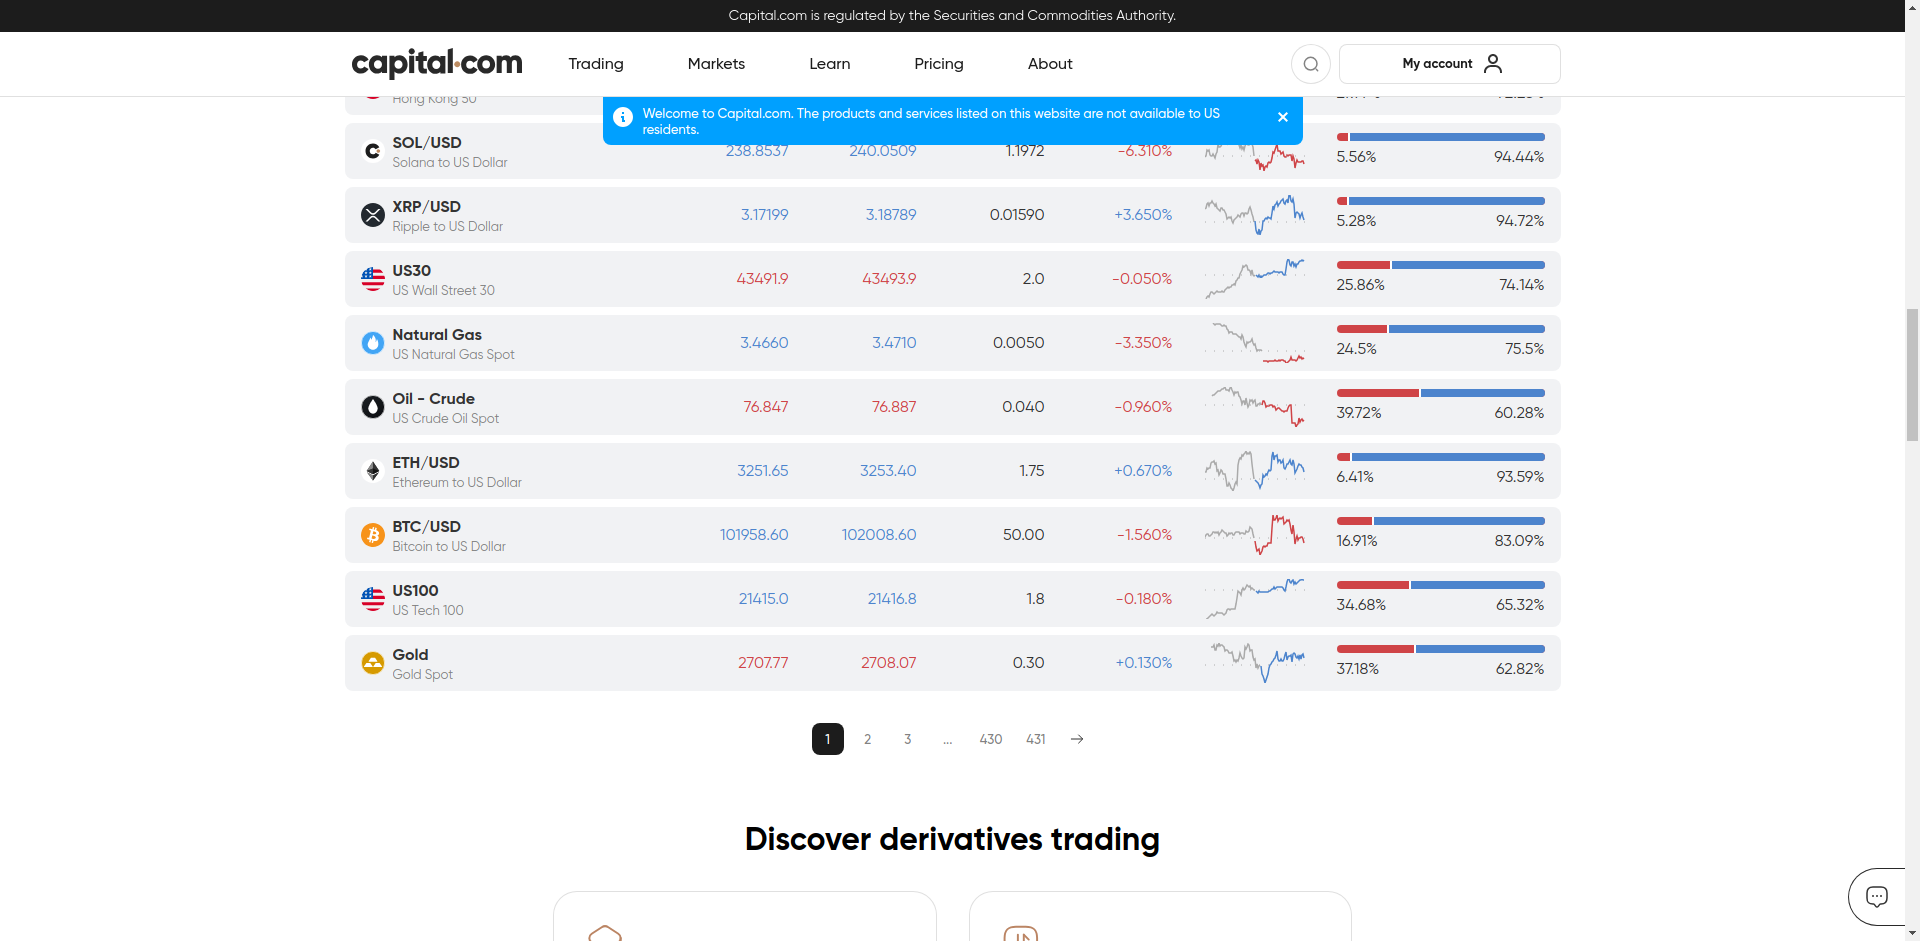 Capital.com is regulated by the Securities and Commodities Authority.
capital.com
Trading
Markets
Learn
Pricing
About
My account
Hong Kong 50
Welcome to Capital.com. The products and services listed on this website are not available to US
residents.
SOL/USD
Solana to US Dollar
238.8537
240.0509
1.1972
-6.310%
5.56%
94.44%
XRP/USD
Ripple to US Dollar
3.17199
3.18789
0.01590
+3.650%
5.28%
94.72%
US30
US Wall Street 30
43491.9
43493.9
2.0
-0.050%
25.86%
74.14%
Natural Gas
US Natural Gas Spot
3.4660
3.4710
0.0050
-3.350%
24.5%
75.5%
Oil - Crude
US Crude Oil Spot
76.847
76.887
0.040
-0.960%
39.72%
60.28%
ETH/USD
Ethereum to US Dollar
3251.65
3253.40
1.75
+0.670%
6.41%
93.59%
BTC/USD
Bitcoin to US Dollar
101958.60
102008.60
50.00
-1.560%
16.91%
83.09%
US100
US Tech 100
21415.0
21416.8
1.8
-0.180%
34.68%
65.32%
Gold
Gold Spot
2707.77
2708.07
0.30
+0.130%
37.18%
62.82%
1 2 3 ... 430 431
Discover derivatives trading